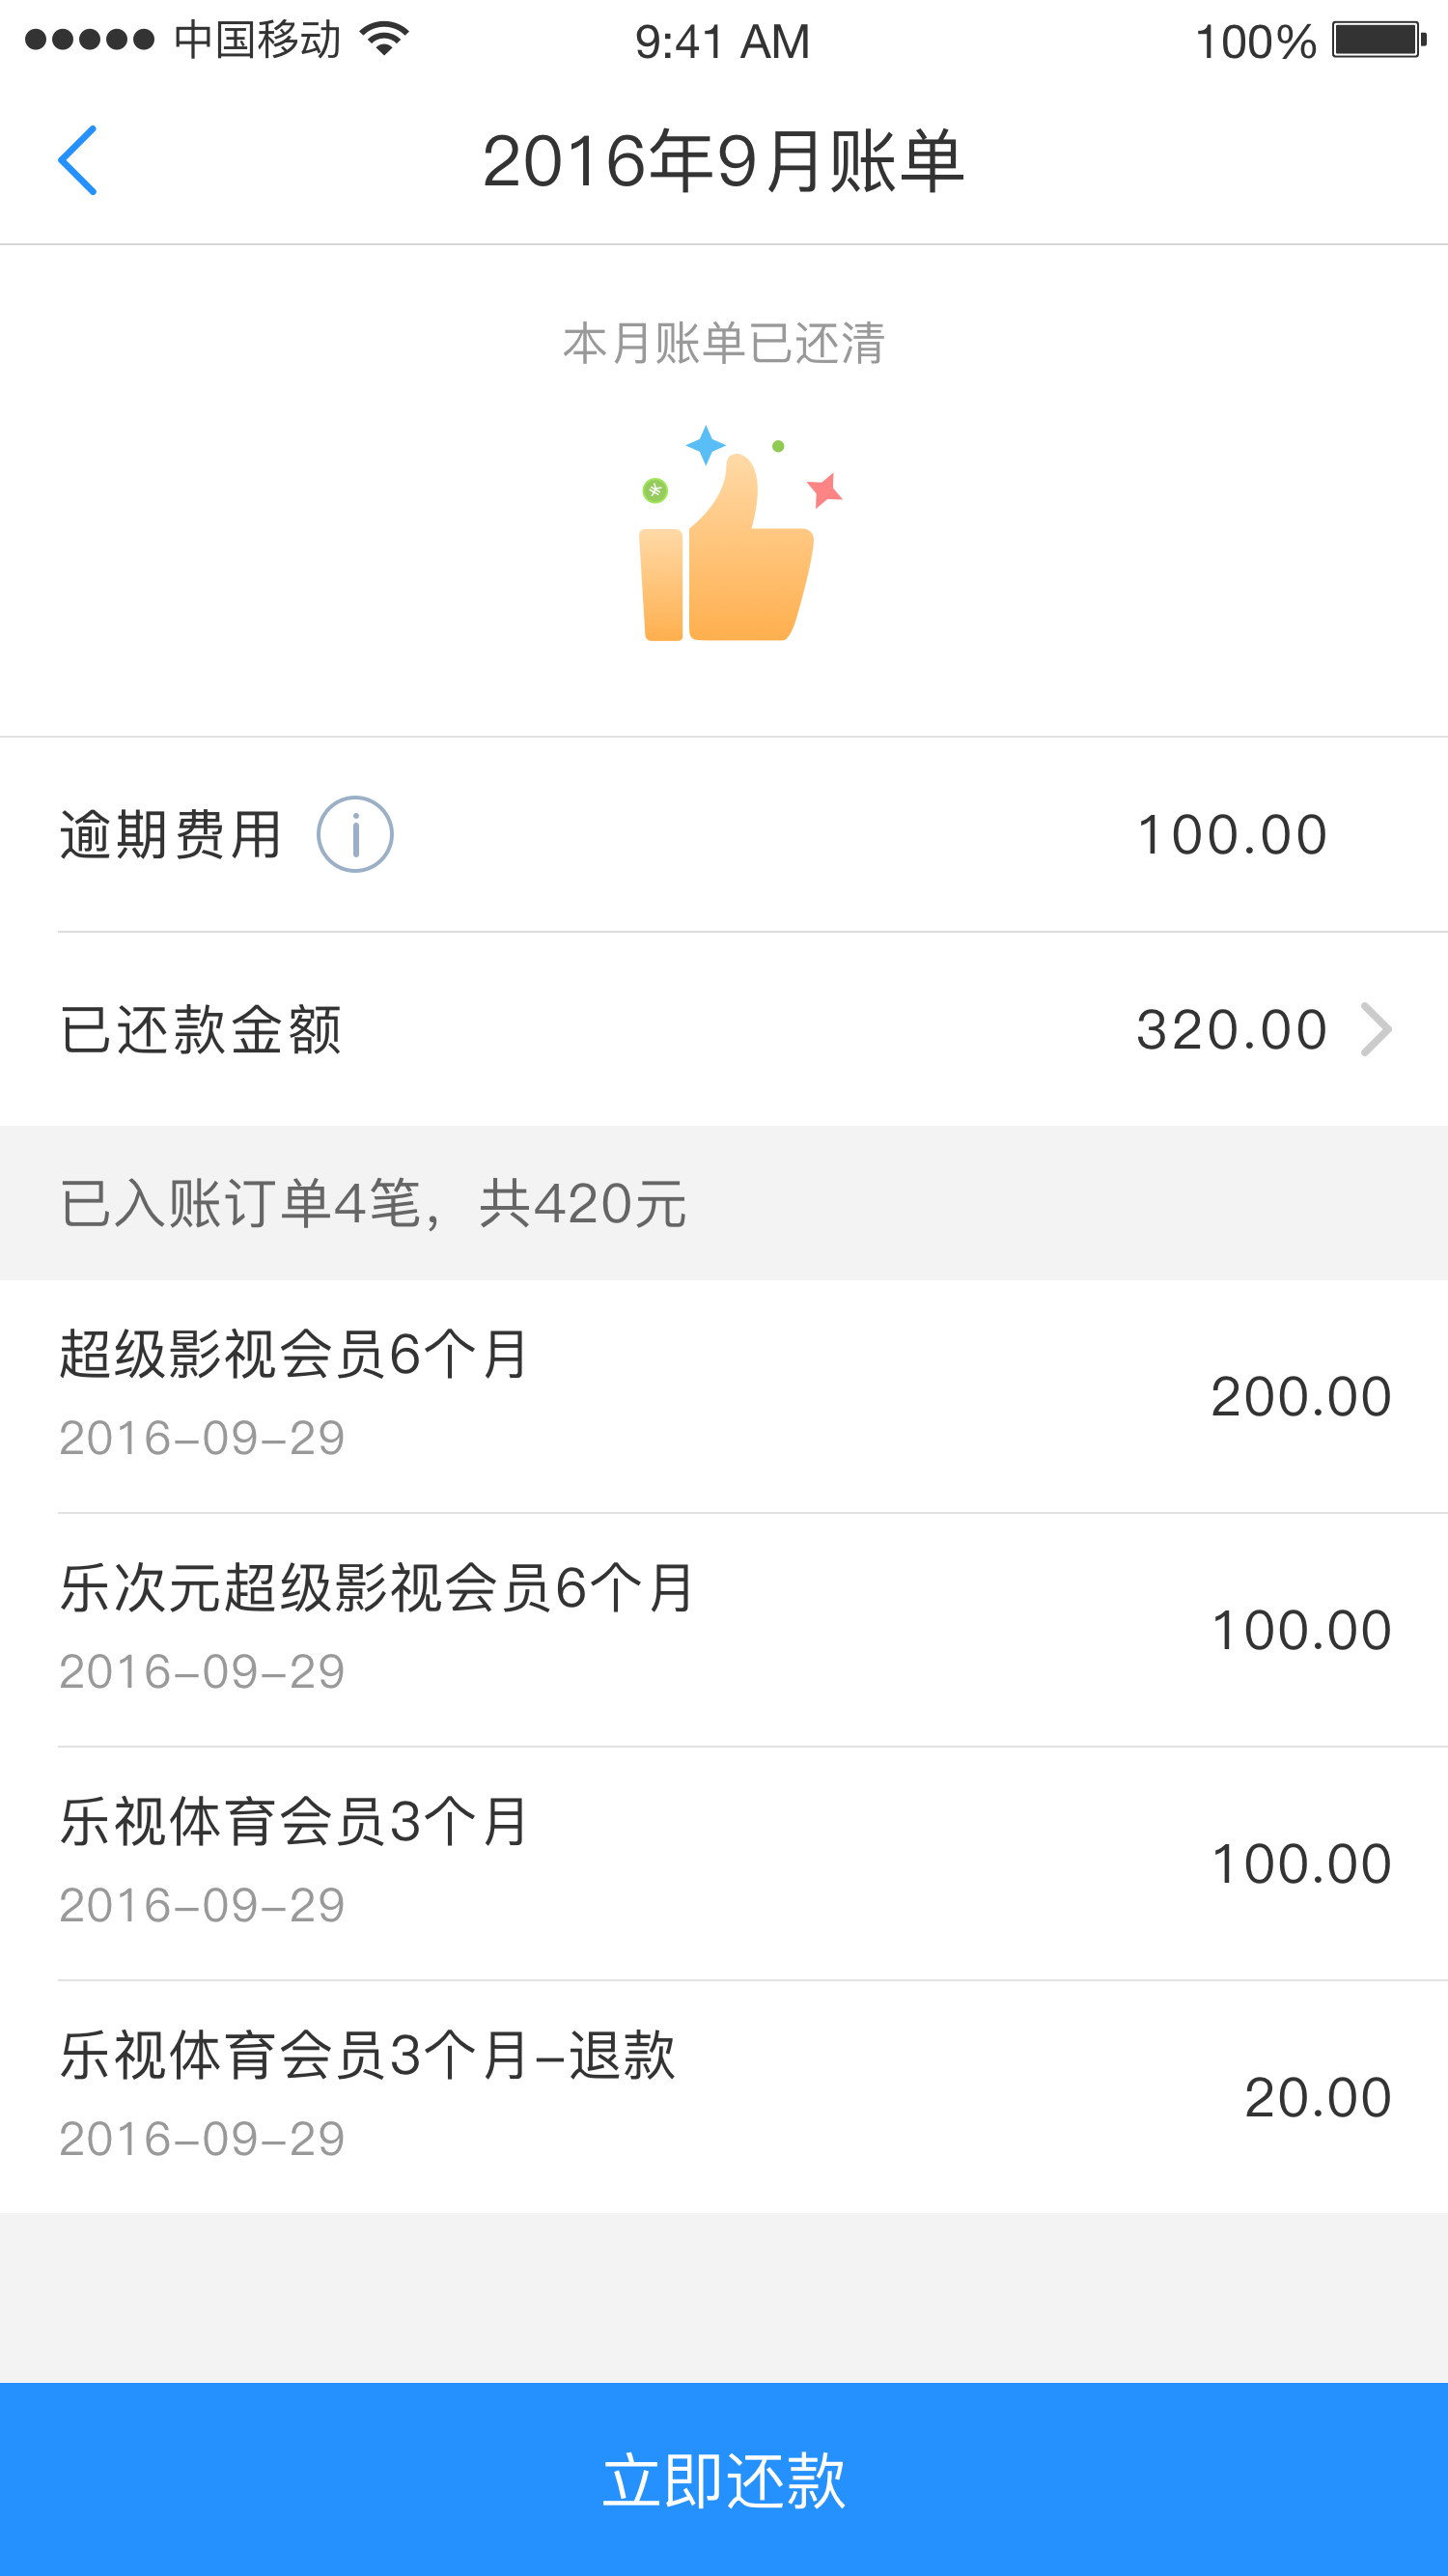 中国移动 9:41 AM 100%
2016年9月账单
本月账单已还清
逾期费用 100.00
已还款金额 320.00
已入账订单4笔，共420元
超级影视会员6个月
200.00
2016-09-29
乐次元超级影视会员6个月
100.00
2016-09-29
乐视体育会员3个月
100.00
2016-09-29
乐视体育会员3个月-退款
20.00
2016-09-29
立即还款